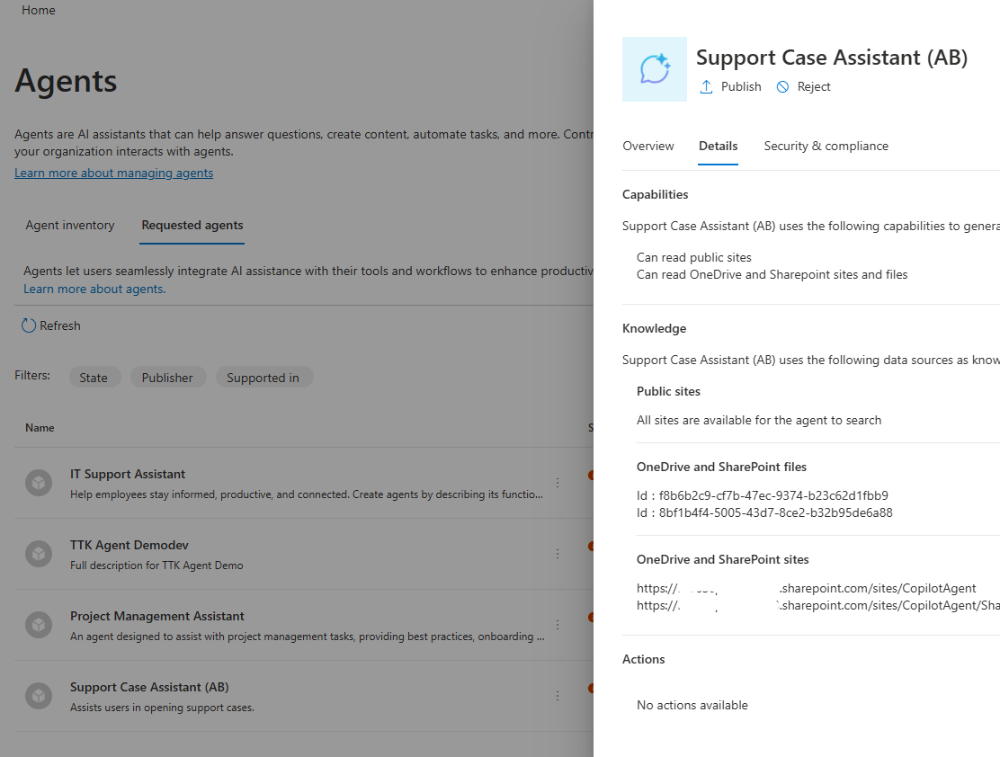 Home
Agents
Agents are AI assistants that can help answer questions, create content, automate tasks, and more. Contr
your organization interacts with agents.
Learn more about managing agents
Agent inventory
Requested agents
Agents let users seamlessly integrate AI assistance with their tools and workflows to enhance productiv
Learn more about agents.
Refresh
Filters:
State
Publisher
Supported in
Name
S
IT Support Assistant
Help employees stay informed, productive, and connected. Create agents by describing its functio...
TTK Agent Demodev
Full description for TTK Agent Demo
Project Management Assistant
An agent designed to assist with project management tasks, providing best practices, onboarding ...
Support Case Assistant (AB)
Assists users in opening support cases.
Support Case Assistant (AB)
Publish
Reject
Overview
Details
Security & compliance
Capabilities
Support Case Assistant (AB) uses the following capabilities to genera
Can read public sites
Can read OneDrive and Sharepoint sites and files
Knowledge
Support Case Assistant (AB) uses the following data sources as know
Public sites
All sites are available for the agent to search
OneDrive and SharePoint files
Id : f8b6b2c9-cf7b-47ec-9374-b23c62d1fbb9
Id : 8bf1b4f4-5005-43d7-8ce2-b32b95de6a88
OneDrive and SharePoint sites
https:// .sharepoint.com/sites/CopilotAgent
https:// .sharepoint.com/sites/CopilotAgent/Sha
Actions
No actions available